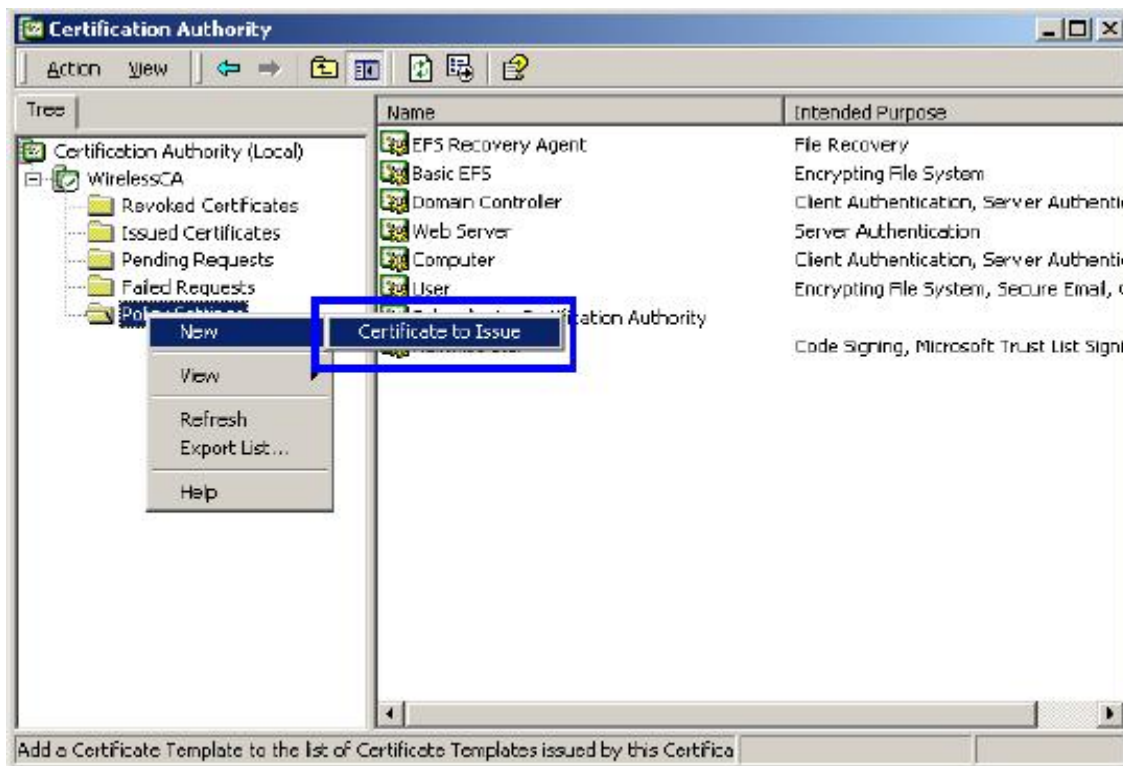 Certification Authority
Action View
Tree
Name Intended Purpose
Certification Authority (Local)
WirelessCA
Revoked Certificates
Issued Certificates
Pending Requests
Failed Requests
EFS Recovery Agent File Recovery
Basic EFS Encrypting File System
Domain Controller Client Authentication, Server Authenti
Web Server Server Authentication
Computer Client Authentication, Server Authenti
User Encrypting File System, Secure Email,
Certification Authority
Code Signing, Microsoft Trust List Signi
New
Certificate to Issue
View
Refresh
Export List...
Help
Add a Certificate Template to the list of Certificate Templates issued by this Certifica